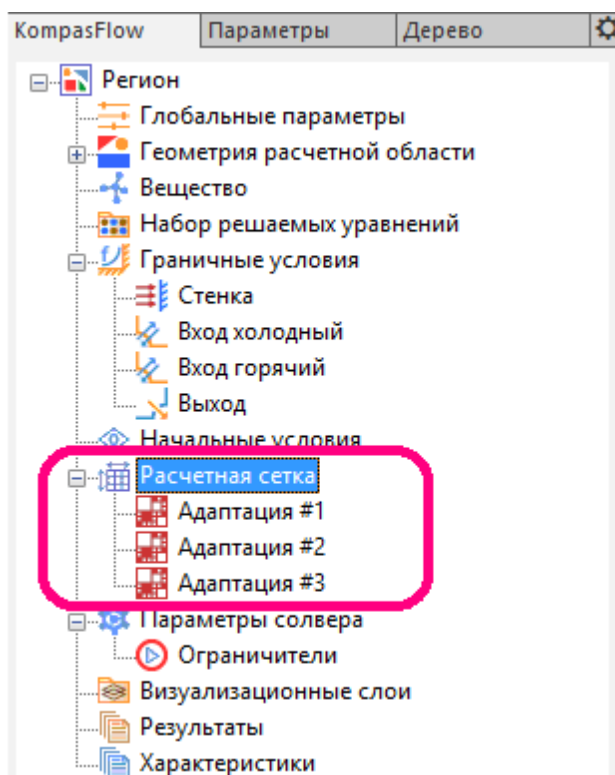 KompasFlow Параметры Дерево
Регион
Глобальные параметры
Геометрия расчетной области
Вещество
Набор решаемых уравнений
Граничные условия
Стенка
Вход холодный
Вход горячий
Выход
Начальные условия
Расчетная сетка
Адаптация #1
Адаптация #2
Адаптация #3
Параметры солвера
Ограничители
Визуализационные слои
Результаты
Характеристики